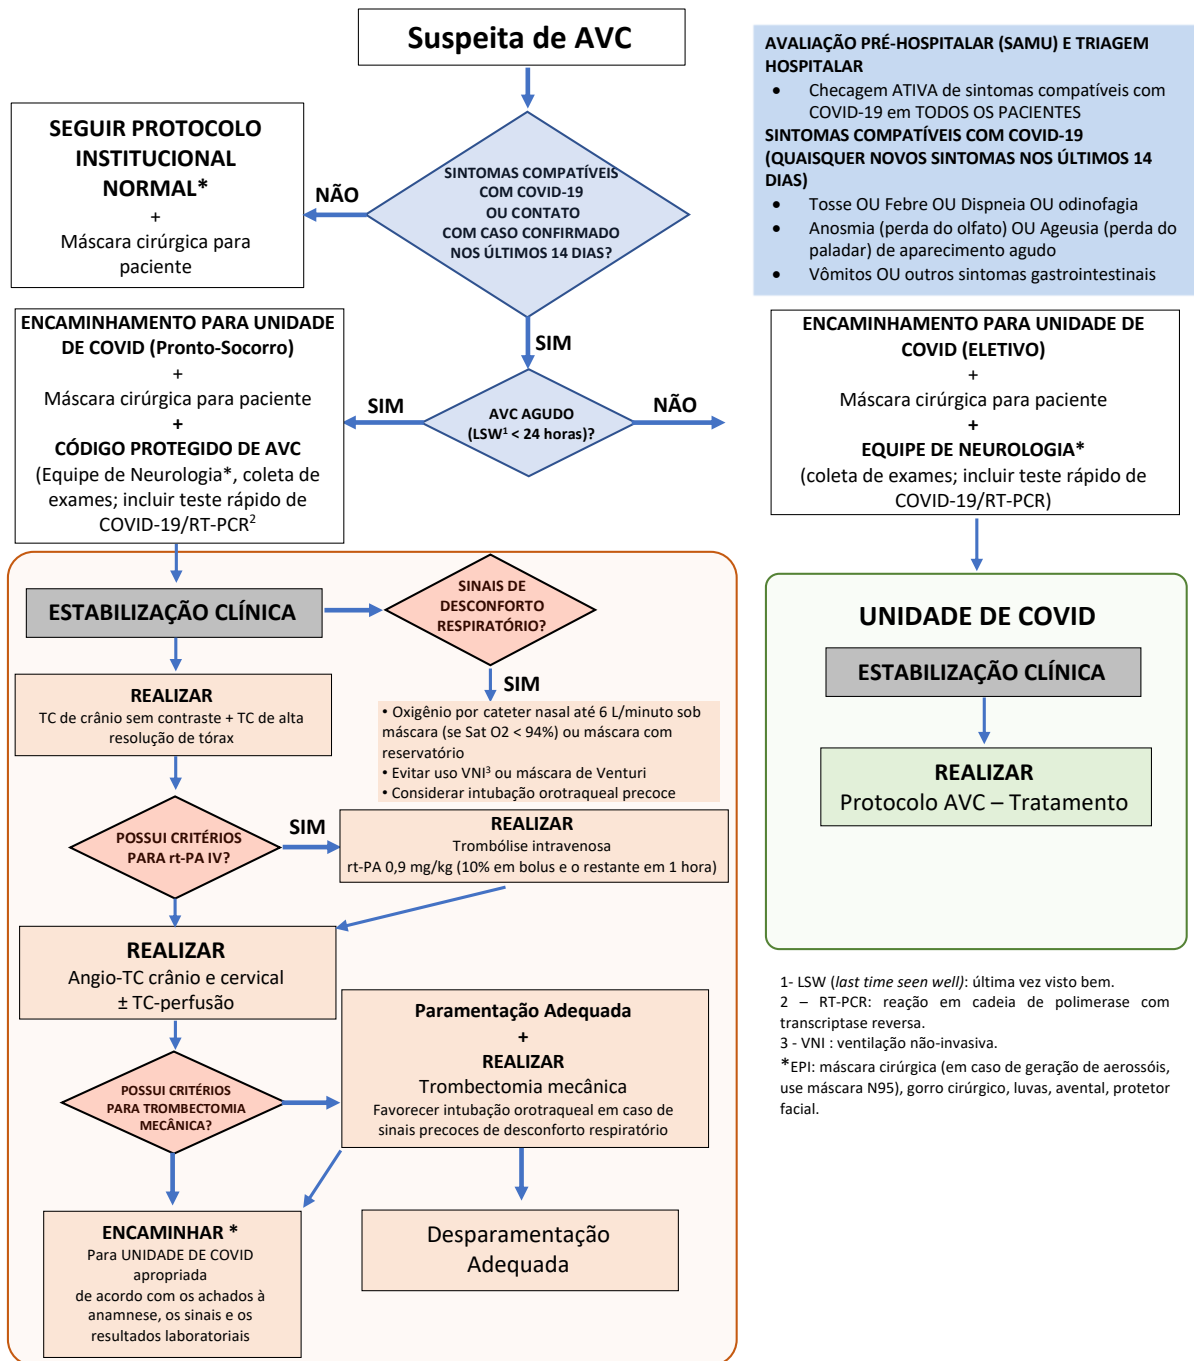 Suspeita de AVC
AVALIAÇÃO PRÉ-HOSPITALAR (SAMU) E TRIAGEM
HOSPITALAR
• Checagem ATIVA de sintomas compatíveis com
COVID-19 em TODOS OS PACIENTES
SINTOMAS COMPATÍVEIS COM COVID-19
(QUAISQUER NOVOS SINTOMAS NOS ÚLTIMOS 14
DIAS)
• Tosse OU Febre OU Dispneia OU odinofagia
• Anosmia (perda do olfato) OU Ageusia (perda do
paladar) de aparecimento agudo
• Vômitos OU outros sintomas gastrointestinais
SEGUIR PROTOCOLO
INSTITUCIONAL
NORMAL*
+
Máscara cirúrgica para
paciente
NÃO
SINTOMAS COMPATÍVEIS
COM COVID-19
OU CONTATO
COM CASO CONFIRMADO
NOS ÚLTIMOS 14 DIAS?
SIM
ENCAMINHAMENTO PARA UNIDADE
DE COVID (Pronto-Socorro)
+
Máscara cirúrgica para paciente
+
CÓDIGO PROTEGIDO DE AVC
(Equipe de Neurologia*, coleta de
exames; incluir teste rápido de
COVID-19/RT-PCR2
SIM
AVC AGUDO
(LSW1 < 24 horas)?
NÃO
ENCAMINHAMENTO PARA UNIDADE DE
COVID (ELETIVO)
+
Máscara cirúrgica para paciente
+
EQUIPE DE NEUROLOGIA*
(coleta de exames; incluir teste rápido de
COVID-19/RT-PCR)
ESTABILIZAÇÃO CLÍNICA
SINAIS DE
DESCONFORTO
RESPIRATÓRIO?
SIM
• Oxigênio por cateter nasal até 6 L/minuto sob
máscara (se Sat O2 < 94%) ou máscara com
reservatório
• Evitar uso VNI3 ou máscara de Venturi
• Considerar intubação orotraqueal precoce
REALIZAR
TC de crânio sem contraste + TC de alta
resolução de tórax
POSSUI CRITÉRIOS
PARA rt-PA IV?
SIM
REALIZAR
Trombólise intravenosa
rt-PA 0,9 mg/kg (10% em bolus e o restante em 1 hora)
REALIZAR
Angio-TC crânio e cervical
± TC-perfusão
POSSUI CRITÉRIOS
PARA TROMBECTOMIA
MECÂNICA?
Paramentação Adequada
+
REALIZAR
Trombectomia mecânica
Favorecer intubação orotraqueal em caso de
sinais precoces de desconforto respiratório
ENCAMINHAR *
Para UNIDADE DE COVID
apropriada
de acordo com os achados à
anamnese, os sinais e os
resultados laboratoriais
Desparamentação
Adequada
UNIDADE DE COVID
ESTABILIZAÇÃO CLÍNICA
REALIZAR
Protocolo AVC – Tratamento
1- LSW (last time seen well): última vez visto bem.
2 – RT-PCR: reação em cadeia de polimerase com
transcriptase reversa.
3 - VNI : ventilação não-invasiva.
*EPI: máscara cirúrgica (em caso de geração de aerossóis,
use máscara N95), gorro cirúrgico, luvas, avental, protetor
facial.